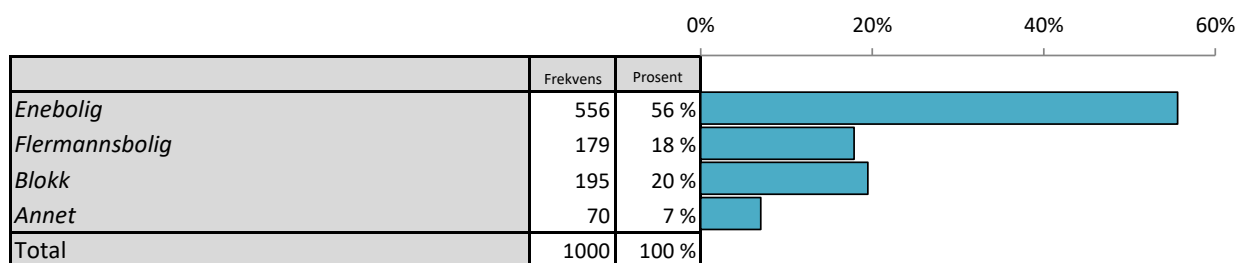 0% 20% 40% 60%
Frekvens Prosent
Enebolig 556 56 %
Flermannsbolig 179 18 %
Blokk 195 20 %
Annet 70 7 %
Total 1000 100 %